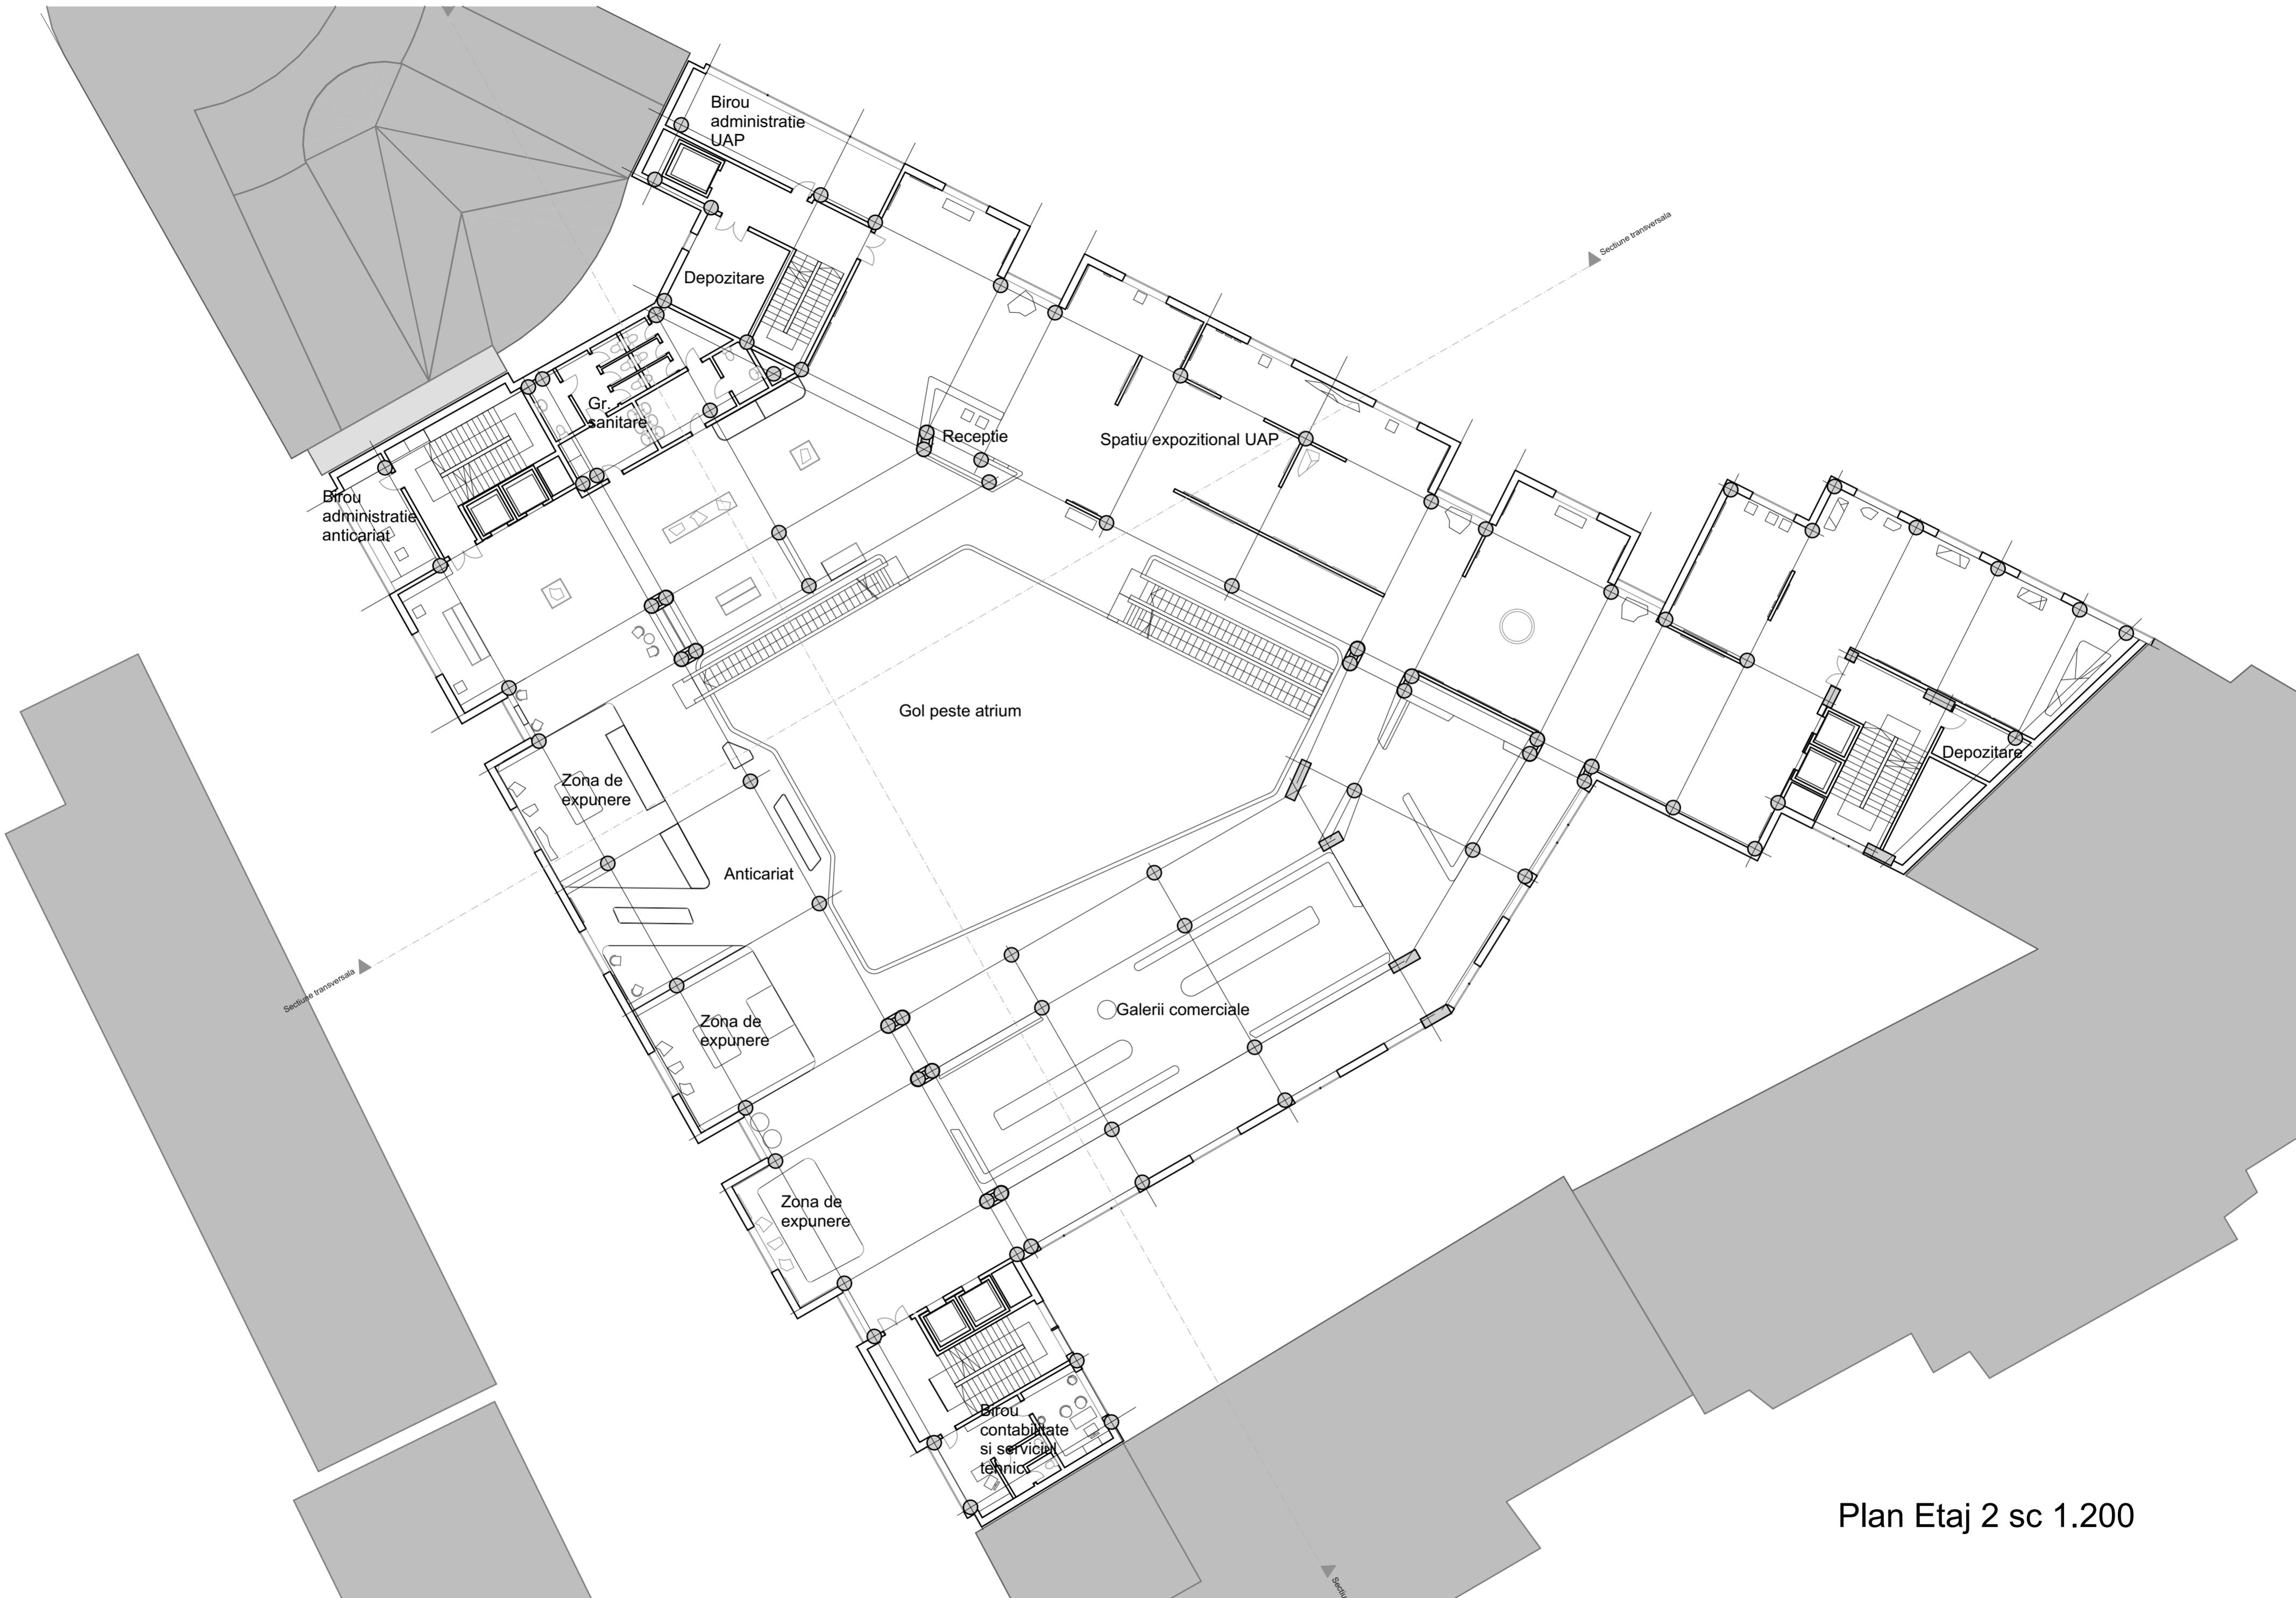 Birou
administratie
UAP
Sectiune transversala
Depozitare
Gr.
sanitare
Receptie
Spatiu expozitional UAP
Birou
administratie
anticariat
Gol peste atrium
Depozitare
Zona de
expunere
Anticariat
Sectiune transversala
Zona de
expunere
Galerii comerciale
Zona de
expunere
Birou
contabilitate
si serviciul
tehnic
Plan Etaj 2 sc 1.200